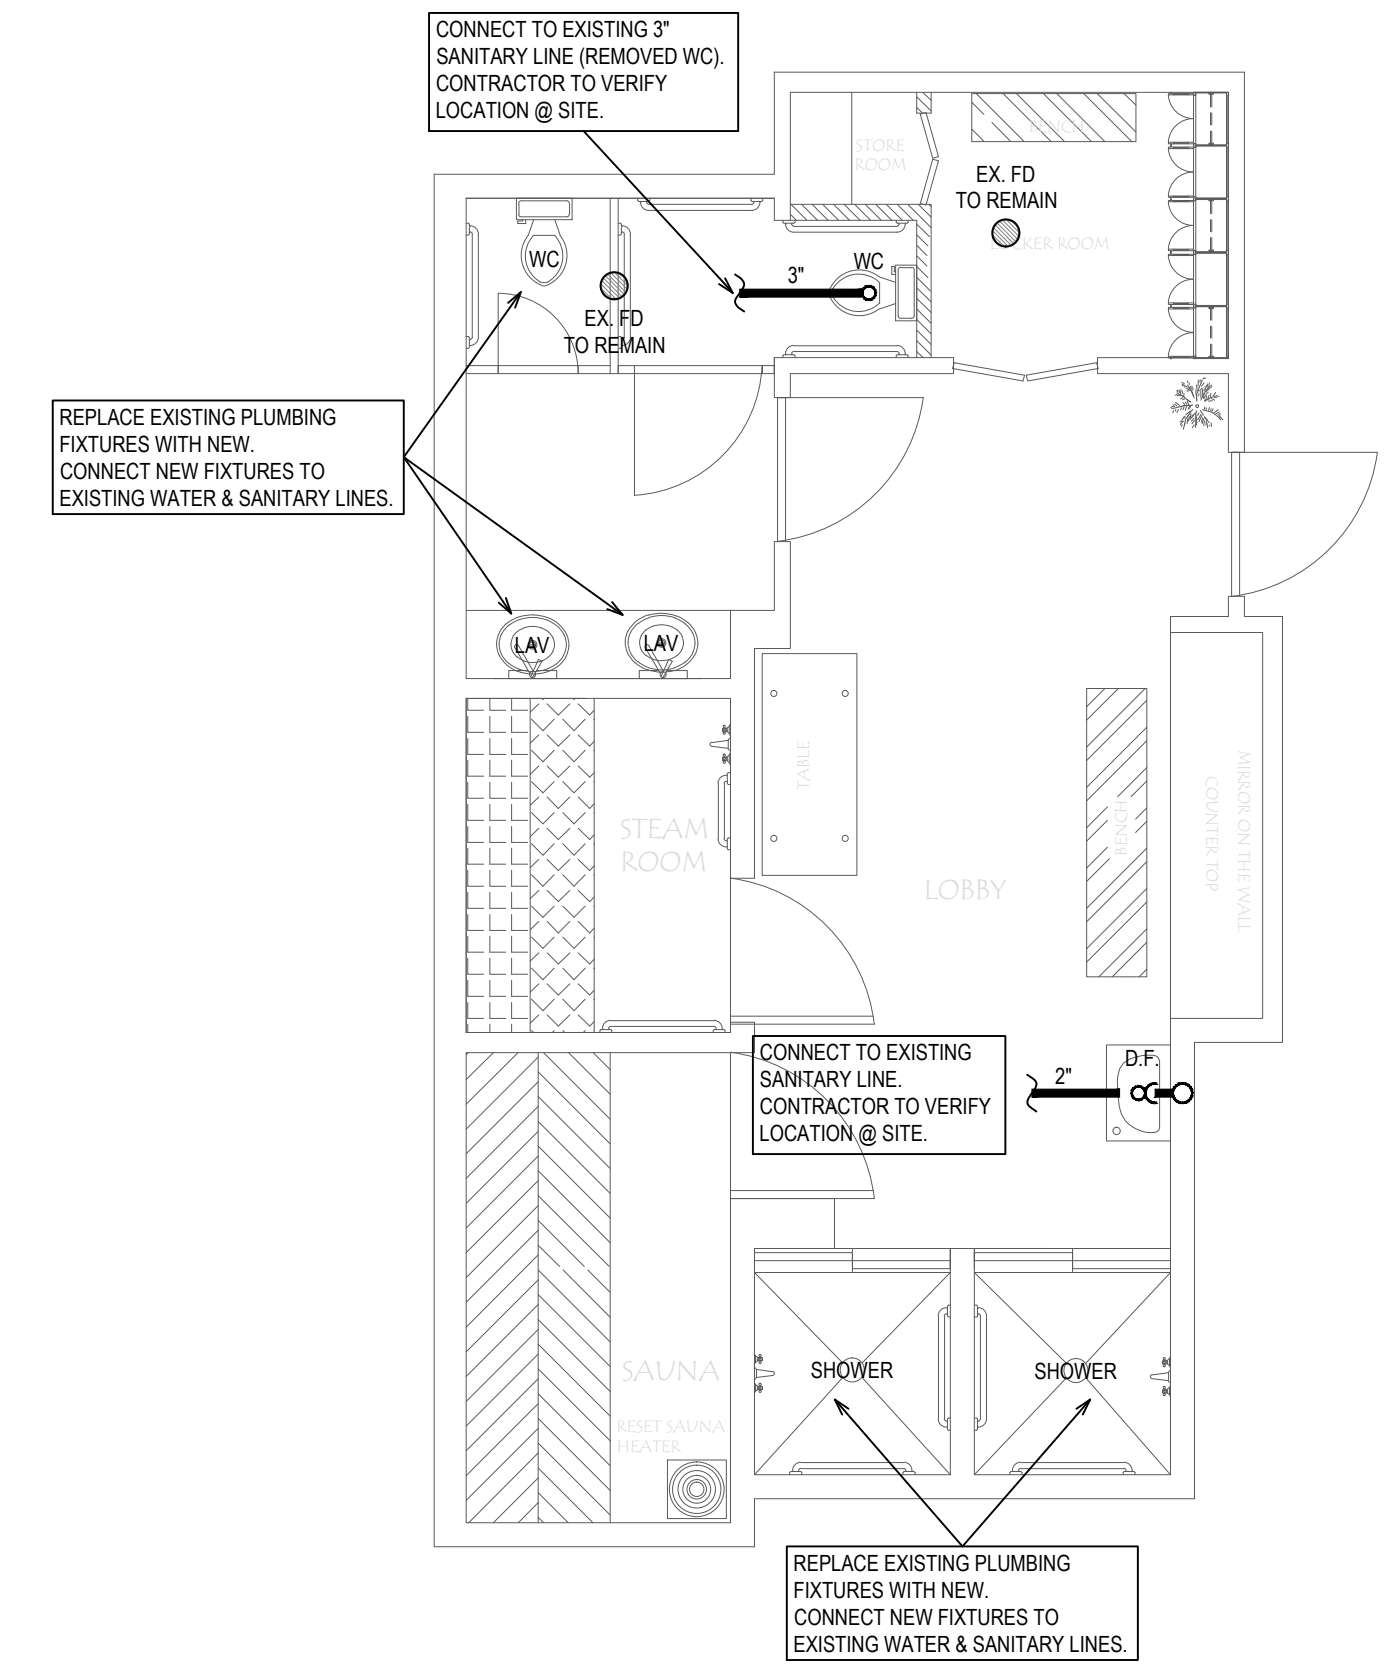 CONNECT TO EXISTING 3"
SANITARY LINE (REMOVED WC).
CONTRACTOR TO VERIFY
LOCATION @ SITE.
STORE
ROOM
BENCH
EX. FD
TO REMAIN
LOCKER ROOM
WC
3"
WC
EX. FD
TO REMAIN
REPLACE EXISTING PLUMBING
FIXTURES WITH NEW.
CONNECT NEW FIXTURES TO
EXISTING WATER & SANITARY LINES.
LAV
LAV
TABLE
STEAM
ROOM
LOBBY
BENCH
COUNTER TOP
MIRROR ON THE WALL
CONNECT TO EXISTING
SANITARY LINE.
CONTRACTOR TO VERIFY
LOCATION @ SITE.
2"
D.F.
SAUNA
RESET SAUNA
HEATER
SHOWER
SHOWER
REPLACE EXISTING PLUMBING
FIXTURES WITH NEW.
CONNECT NEW FIXTURES TO
EXISTING WATER & SANITARY LINES.